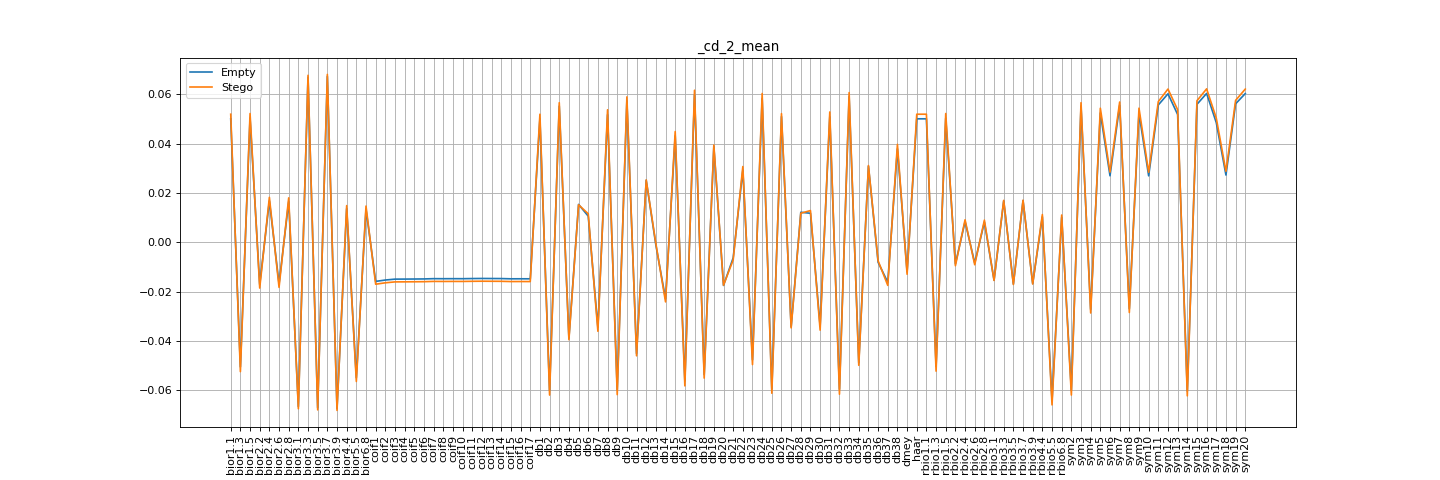 _cd_2_mean
Empty
Stego
0.06
0.04
0.02
0.00
−0.02
−0.04
−0.06
bior1.1
bior1.3
bior1.5
bior2.2
bior2.4
bior2.6
bior2.8
bior3.1
bior3.3
bior3.5
bior3.7
bior3.9
bior4.4
bior5.5
bior6.8
coif1
coif2
coif3
coif4
coif5
coif6
coif7
coif8
coif9
coif10
coif11
coif12
coif13
coif14
coif15
coif16
coif17
db1
db2
db3
db4
db5
db6
db7
db8
db9
db10
db11
db12
db13
db14
db15
db16
db17
db18
db19
db20
db21
db22
db23
db24
db25
db26
db27
db28
db29
db30
db31
db32
db33
db34
db35
db36
db37
db38
dmey
haar
rbio1.1
rbio1.3
rbio1.5
rbio2.2
rbio2.4
rbio2.6
rbio2.8
rbio3.1
rbio3.3
rbio3.5
rbio3.7
rbio3.9
rbio4.4
rbio5.5
rbio6.8
sym2
sym3
sym4
sym5
sym6
sym7
sym8
sym9
sym10
sym11
sym12
sym13
sym14
sym15
sym16
sym17
sym18
sym19
sym20